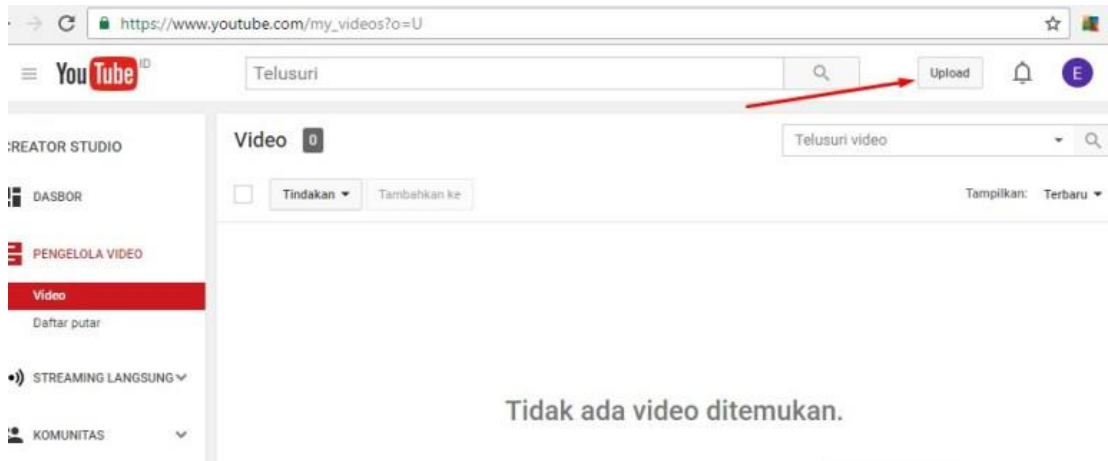 https://www.youtube.com/my_videos?o=U
YouTube ID
Telusuri
Upload
E
CREATOR STUDIO
Video 0
Telusuri video
DASBOR
Tindakan
Tambahkan ke
Tampilkan: Terbaru
PENGELOLA VIDEO
Video
Daftar putar
STREAMING LANGSUNG
Tidak ada video ditemukan.
KOMUNITAS